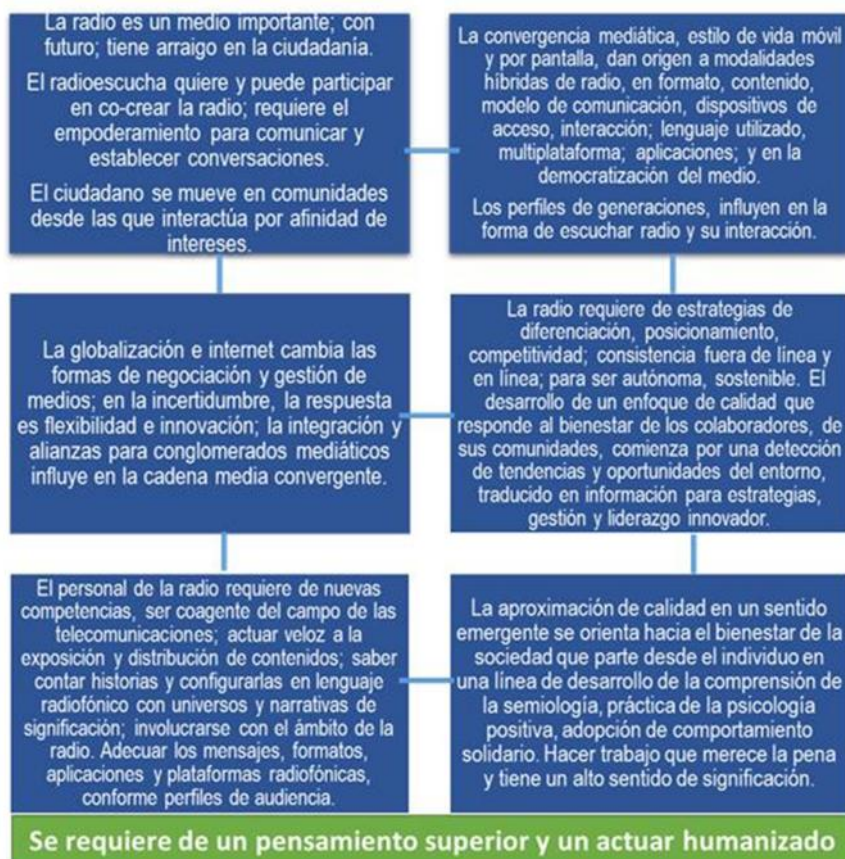 La radio es un medio importante; con
futuro; tiene arraigo en la ciudadanía.
El radioescucha quiere y puede participar
en co-crear la radio; requiere el
empoderamiento para comunicar y
establecer conversaciones.
El ciudadano se mueve en comunidades
desde las que interactúa por afinidad de
intereses.
La convergencia mediática, estilo de vida móvil
y por pantalla, dan origen a modalidades
híbridas de radio, en formato, contenido,
modelo de comunicación, dispositivos de
acceso, interacción; lenguaje utilizado,
multiplataforma; aplicaciones; y en la
democratización del medio.
Los perfiles de generaciones, influyen en la
forma de escuchar radio y su interacción.
La globalización e internet cambia las
formas de negociación y gestión de
medios; en la incertidumbre, la respuesta
es flexibilidad e innovación; la integración y
alianzas para conglomerados mediáticos
influye en la cadena media convergente.
La radio requiere de estrategias de
diferenciación, posicionamiento,
competitividad; consistencia fuera de línea y
en línea; para ser autónoma, sostenible. El
desarrollo de un enfoque de calidad que
responde al bienestar de los colaboradores, de
sus comunidades, comienza por una detección
de tendencias y oportunidades del entorno,
traducido en información para estrategias,
gestión y liderazgo innovador.
El personal de la radio requiere de nuevas
competencias, ser coagente del campo de las
telecomunicaciones; actuar veloz a la
exposición y distribución de contenidos; saber
contar historias y configurarlas en lenguaje
radiofónico con universos y narrativas de
significación; involucrarse con el ámbito de la
radio. Adecuar los mensajes, formatos,
aplicaciones y plataformas radiofónicas,
conforme perfiles de audiencia.
La aproximación de calidad en un sentido
emergente se orienta hacia el bienestar de la
sociedad que parte desde el individuo en
una línea de desarrollo de la comprensión de
la semiología, práctica de la psicología
positiva, adopción de comportamiento
solidario. Hacer trabajo que merece la pena
y tiene un alto sentido de significación.
Se requiere de un pensamiento superior y un actuar humanizado